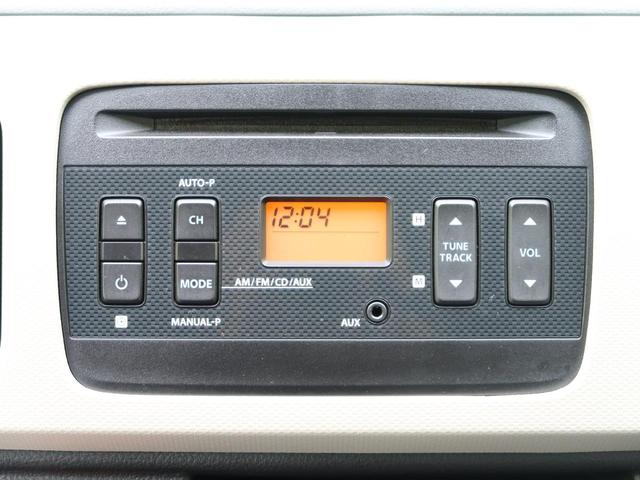 AUTO-P
CH
12:04
H
TUNE
TRACK
VOL
MODE
AM/FM/CD/AUX
M
MANUAL-P
AUX